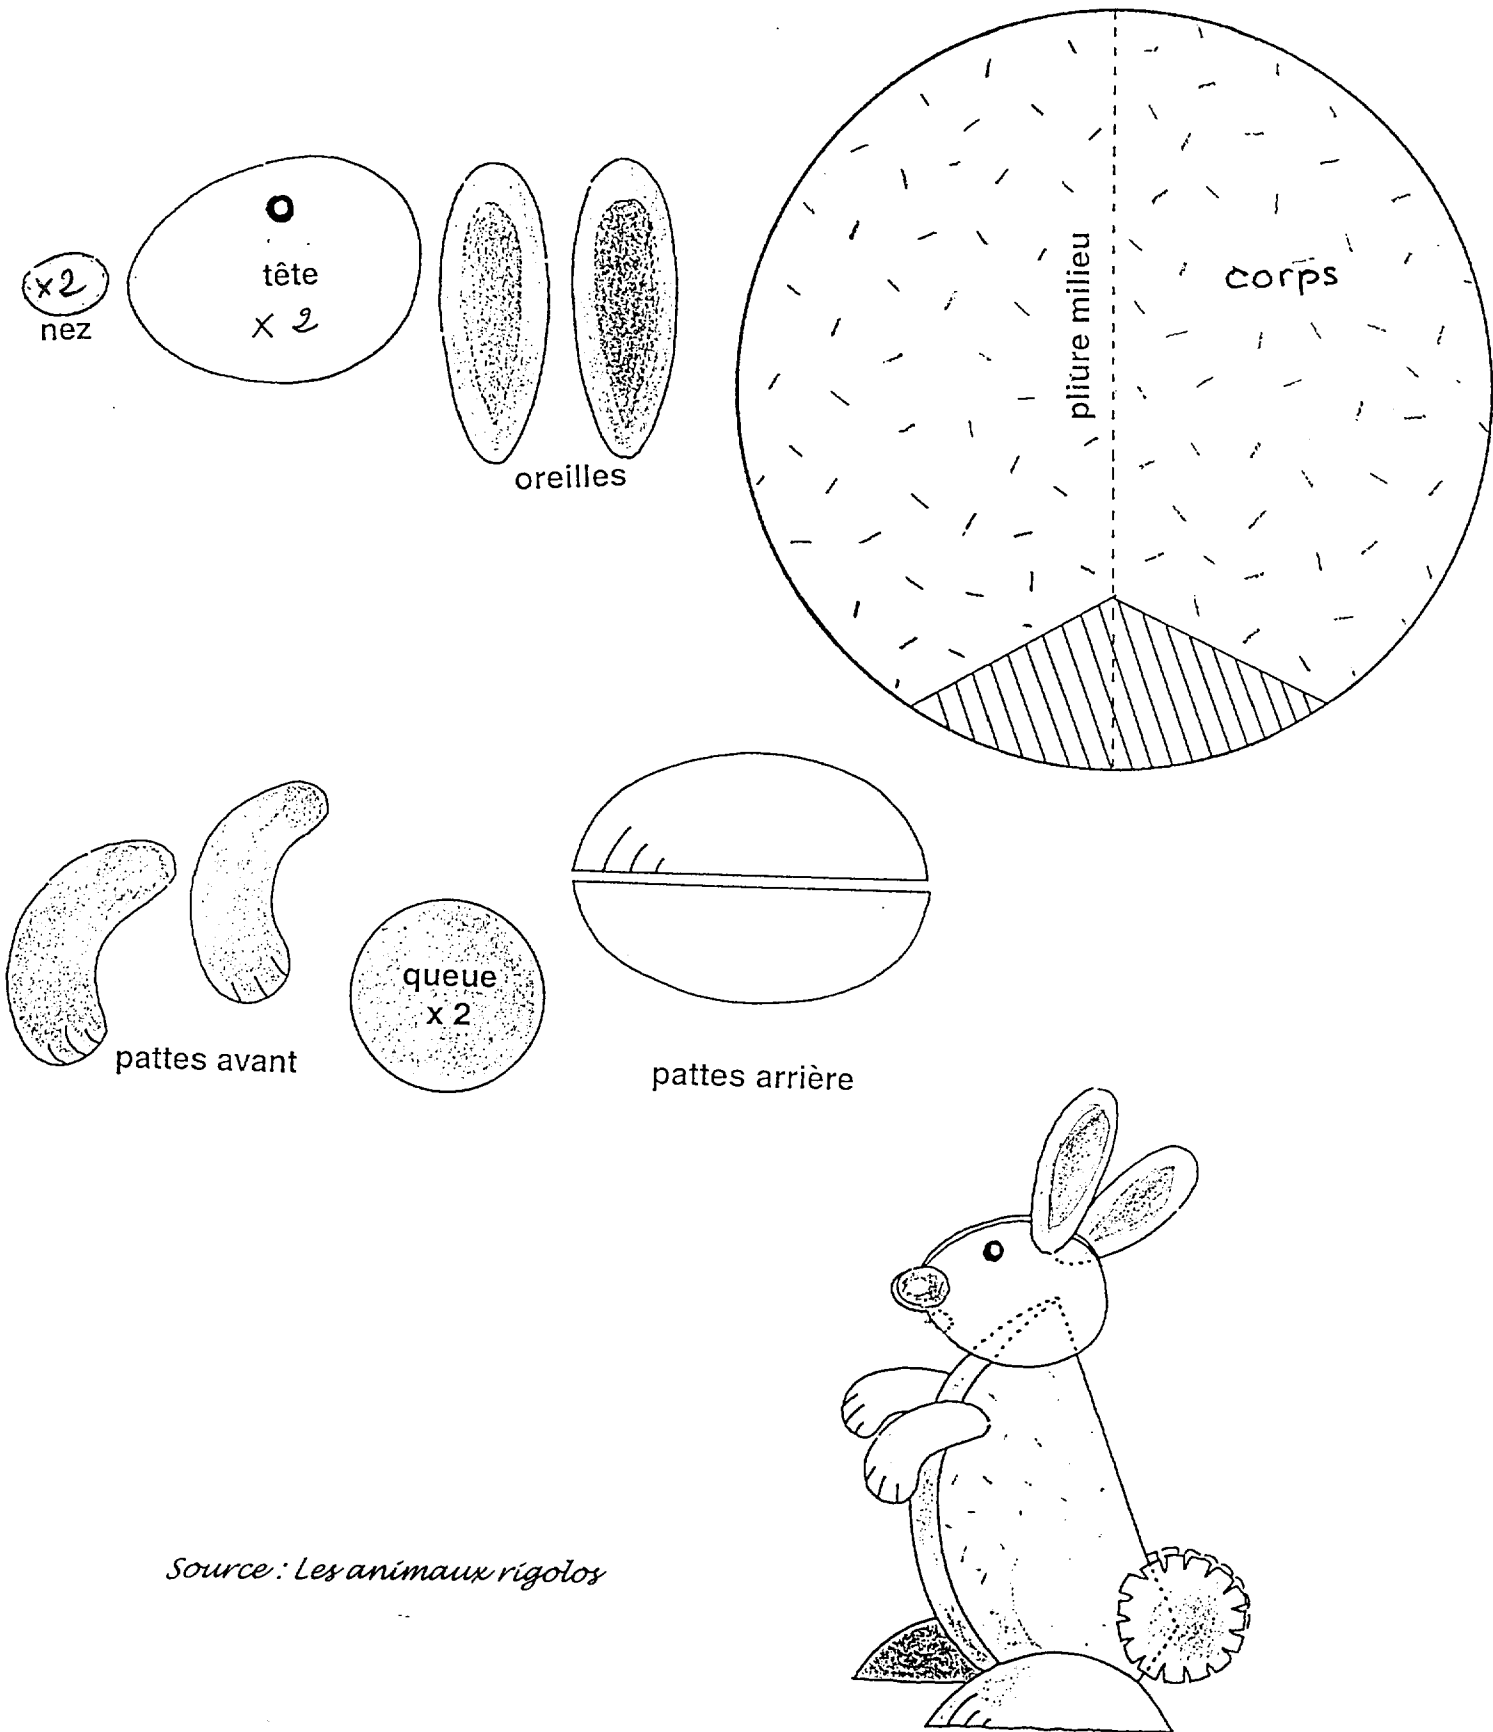 x2
nez
tête
x 2
oreilles
pliure milieu
corps
pattes avant
queue
x 2
pattes arrière
Source : Les animaux rigolos